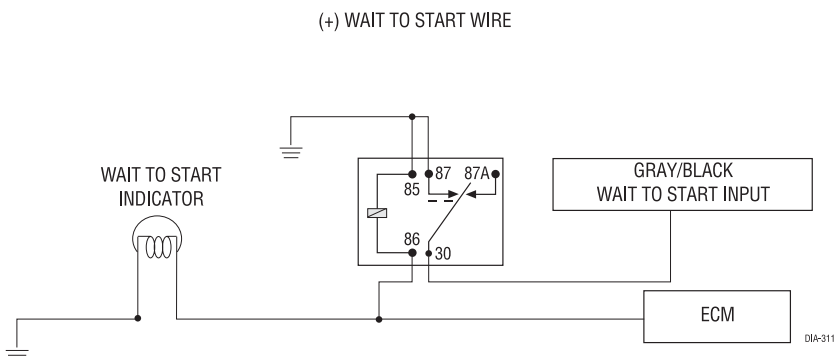 (+) WAIT TO START WIRE
WAIT TO START
INDICATOR
85
87
87A
86
30
GRAY/BLACK
WAIT TO START INPUT
ECM
DIA-311